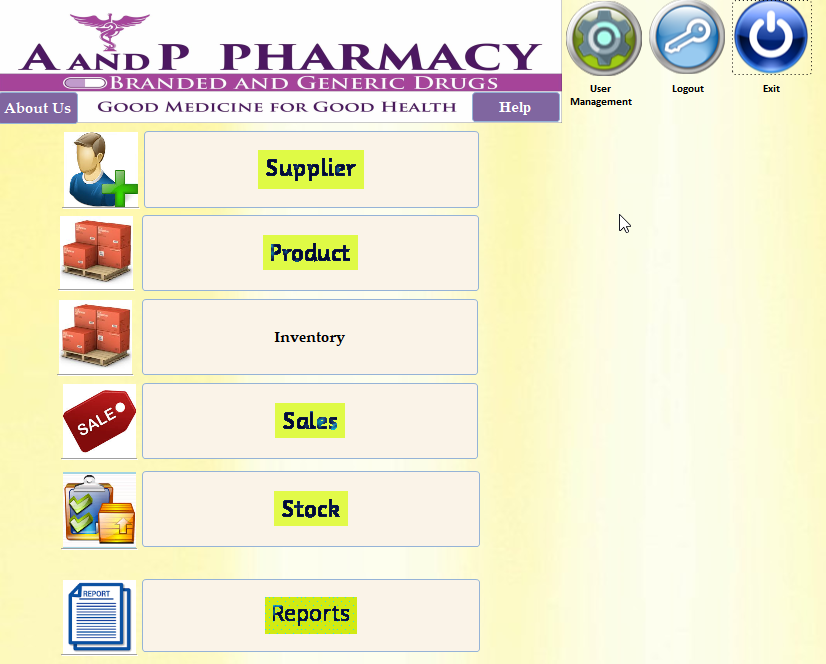 A AND P PHARMACY
BRANDED AND GENERIC DRUGS
About Us
GOOD MEDICINE FOR GOOD HEALTH
Help
User
Management
Logout
Exit
Supplier
Product
Inventory
SALE
Sales
Stock
REPORT
Reports